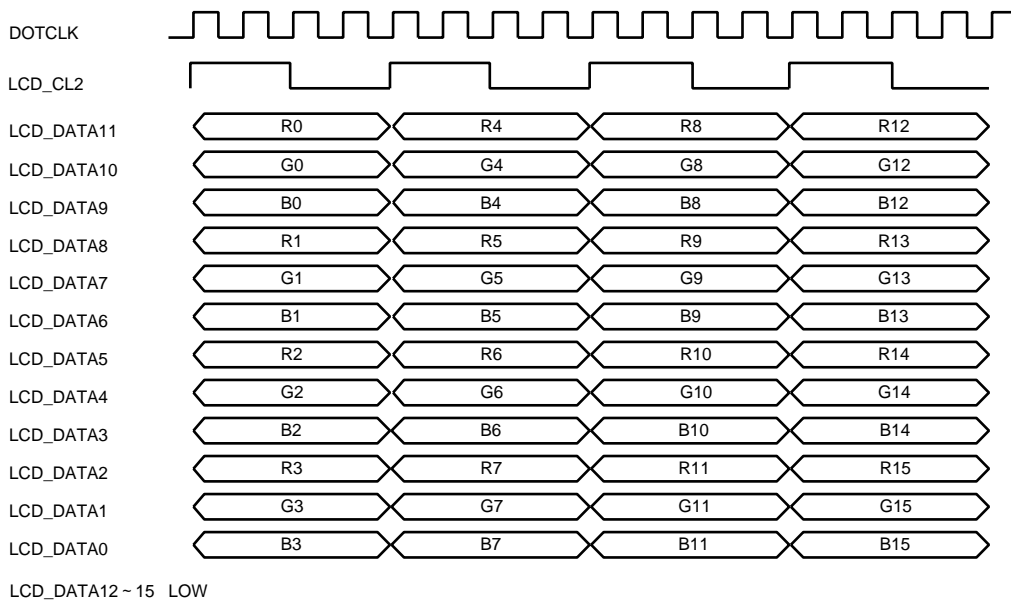 DOTCLK
LCD_CL2
LCD_DATA11 R0 R4 R8 R12
LCD_DATA10 G0 G4 G8 G12
LCD_DATA9 B0 B4 B8 B12
LCD_DATA8 R1 R5 R9 R13
LCD_DATA7 G1 G5 G9 G13
LCD_DATA6 B1 B5 B9 B13
LCD_DATA5 R2 R6 R10 R14
LCD_DATA4 G2 G6 G10 G14
LCD_DATA3 B2 B6 B10 B14
LCD_DATA2 R3 R7 R11 R15
LCD_DATA1 G3 G7 G11 G15
LCD_DATA0 B3 B7 B11 B15
LCD_DATA12 ~ 15 LOW